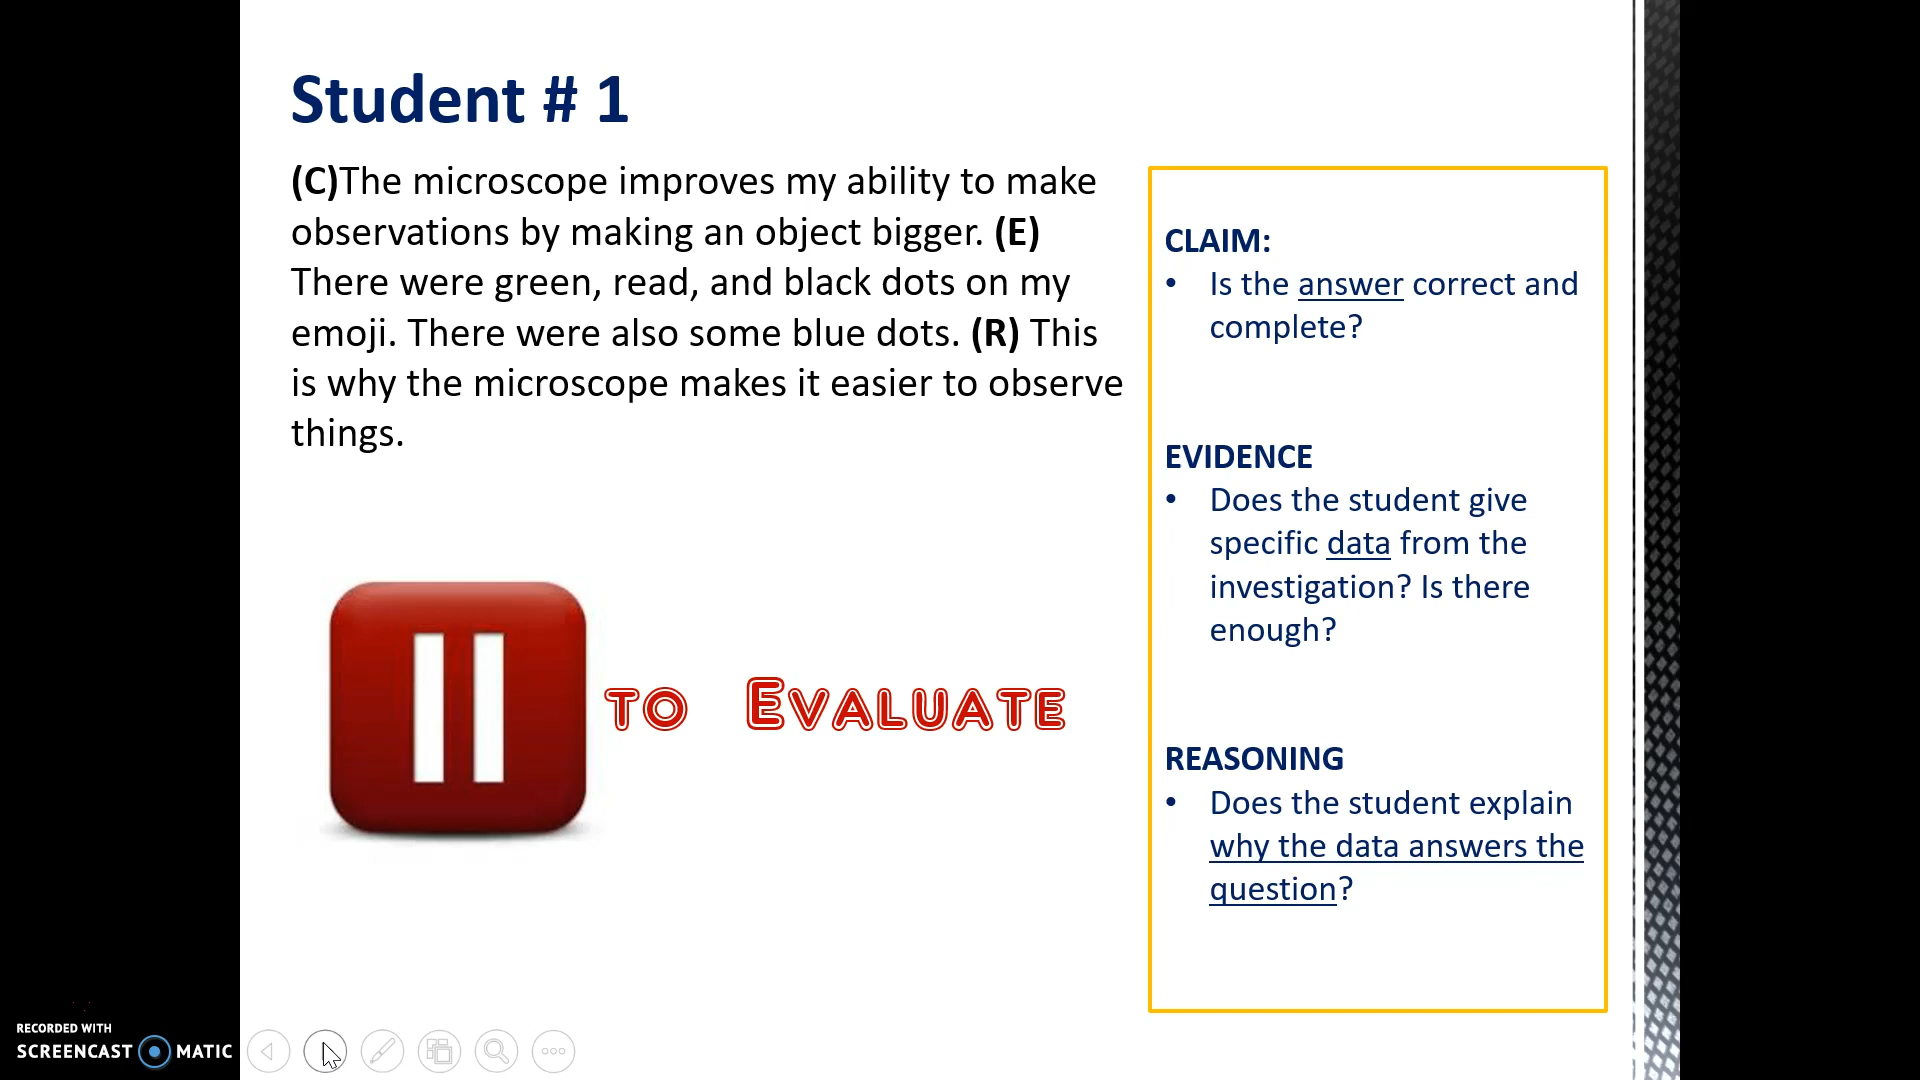 Student # 1
(C)The microscope improves my ability to make
observations by making an object bigger. (E)
There were green, read, and black dots on my
emoji. There were also some blue dots. (R) This
is why the microscope makes it easier to observe
things.
TO EVALUATE
CLAIM:
• Is the answer correct and
complete?
EVIDENCE
• Does the student give
specific data from the
investigation? Is there
enough?
REASONING
• Does the student explain
why the data answers the
question?
RECORDED WITH
SCREENCAST MATIC